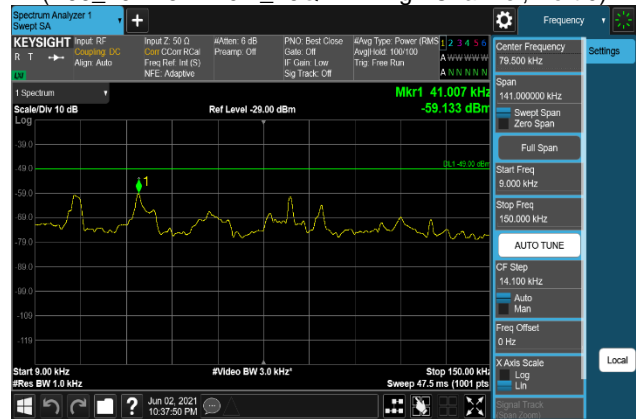 Spectrum Analyzer 1
Swept SA
Frequency
KEYSIGHT
R T
LW
Input: RF
Coupling: DC
Align: Auto
Input Z: 50 Ω
Corr CCorr RCal
Freq Ref: Int (S)
NFE: Adaptive
#Atten: 6 dB
Preamp: Off
PNO: Best Close
Gate: Off
IF Gain: Low
Sig Track: Off
#Avg Type: Power (RMS
Avg|Hold: 100/100
Trig: Free Run
1 2 3 4 5 6
A W W W W W
A N N N N N
1 Spectrum
Scale/Div 10 dB
Log
Ref Level -29.00 dBm
Mkr1 41.007 kHz
-59.133 dBm
-39.0
-49.0
-59.0
-69.0
-79.0
-89.0
-99.0
-109
-119
DL1 -49.00 dBm
1
Start 9.00 kHz
#Res BW 1.0 kHz
#Video BW 3.0 kHz*
Stop 150.00 kHz
Sweep 47.5 ms (1001 pts
Jun 02, 2021
10:37:50 PM
Center Frequency
79.500 kHz
Span
141.000000 kHz
Swept Span
Zero Span
Full Span
Start Freq
9.000 kHz
Stop Freq
150.000 kHz
AUTO TUNE
CF Step
14.100 kHz
Auto
Man
Freq Offset
0 Hz
X Axis Scale
Log
Lin
Signal Track
(Span Zoom)
Settings
Local